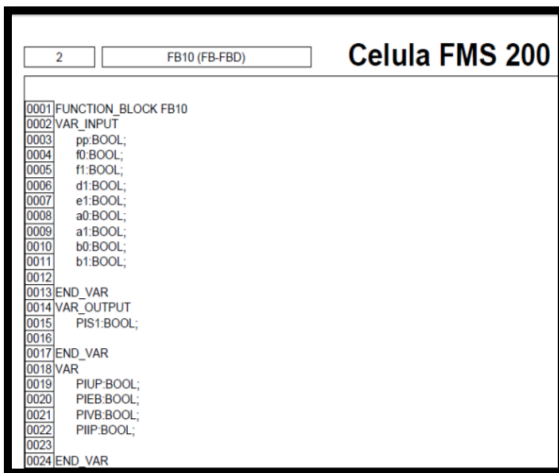 2 FB10 (FB-FBD) Celula FMS 200
0001 FUNCTION_BLOCK FB10
0002 VAR_INPUT
0003 pp:BOOL;
0004 f0:BOOL;
0005 f1:BOOL;
0006 d1:BOOL;
0007 e1:BOOL;
0008 a0:BOOL;
0009 a1:BOOL;
0010 b0:BOOL;
0011 b1:BOOL;
0012
0013 END_VAR
0014 VAR_OUTPUT
0015 PIS1:BOOL;
0016
0017 END_VAR
0018 VAR
0019 PIUP:BOOL;
0020 PIEB:BOOL;
0021 PIVB:BOOL;
0022 PIIP:BOOL;
0023
0024 END_VAR